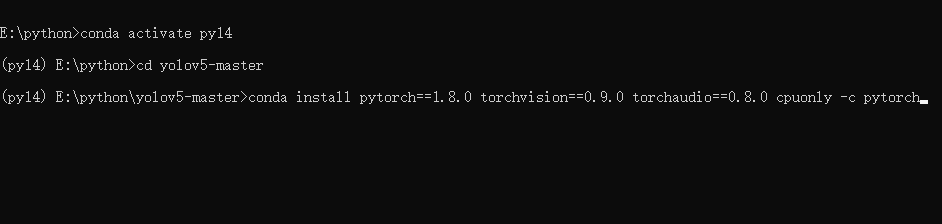 E:\python>conda activate py14
(py14) E:\python>cd yolov5-master
(py14) E:\python\yolov5-master>conda install pytorch==1.8.0 torchvision==0.9.0 torchaudio==0.8.0 cpuonly -c pytorch